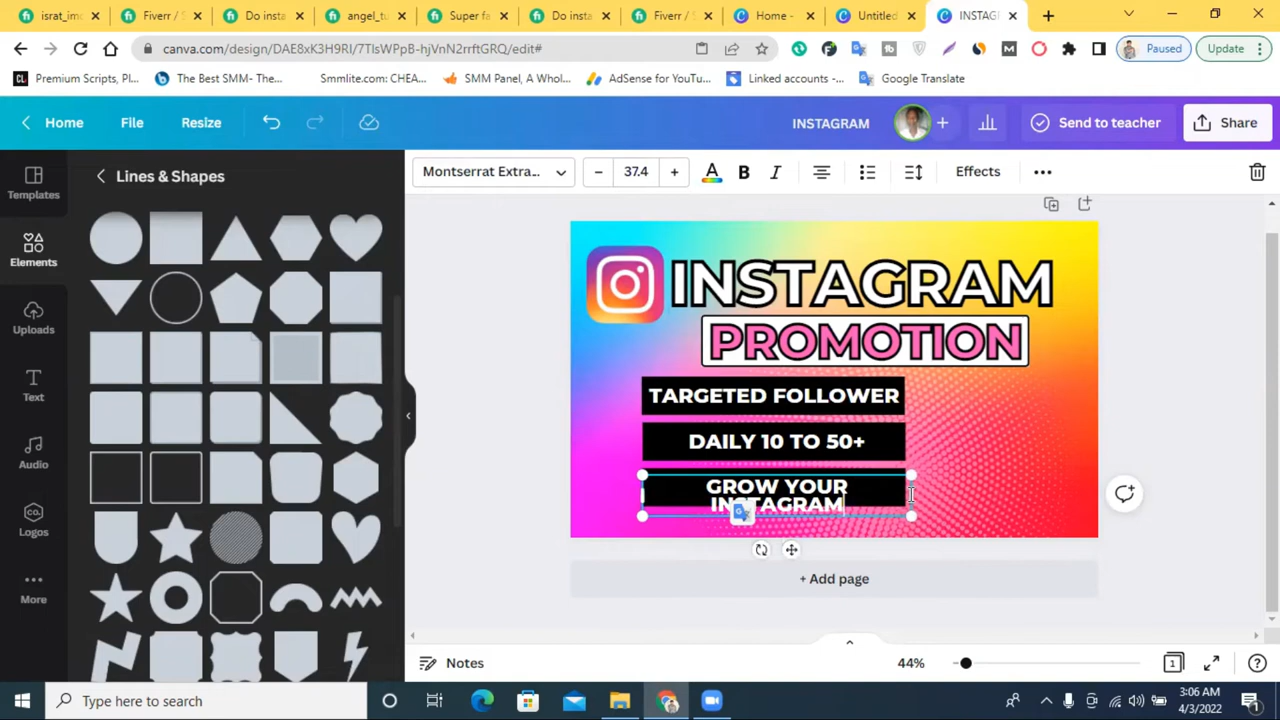 israt_im
Fiverr / S
Do insta
angel_tu
Super fa
Do insta
Fiverr / S
Home -
Untitled
INSTAGR
canva.com/design/DAE8xK3H9RI/7TIsWPpB-hjVnN2rrftGRQ/edit#
Paused
Update
Premium Scripts, Pl...
The Best SMM- The...
Smmlite.com: CHEA...
SMM Panel, A Whol...
AdSense for YouTu...
Linked accounts -...
Google Translate
Home
File
Resize
INSTAGRAM
Send to teacher
Share
Templates
Elements
Uploads
Text
Audio
Logos
More
Lines & Shapes
Montserrat Extra...
37.4
Effects
INSTAGRAM
PROMOTION
TARGETED FOLLOWER
DAILY 10 TO 50+
GROW YOUR
INSTAGRAM
+ Add page
Notes
44%
1
Type here to search
3:06 AM
4/3/2022
1